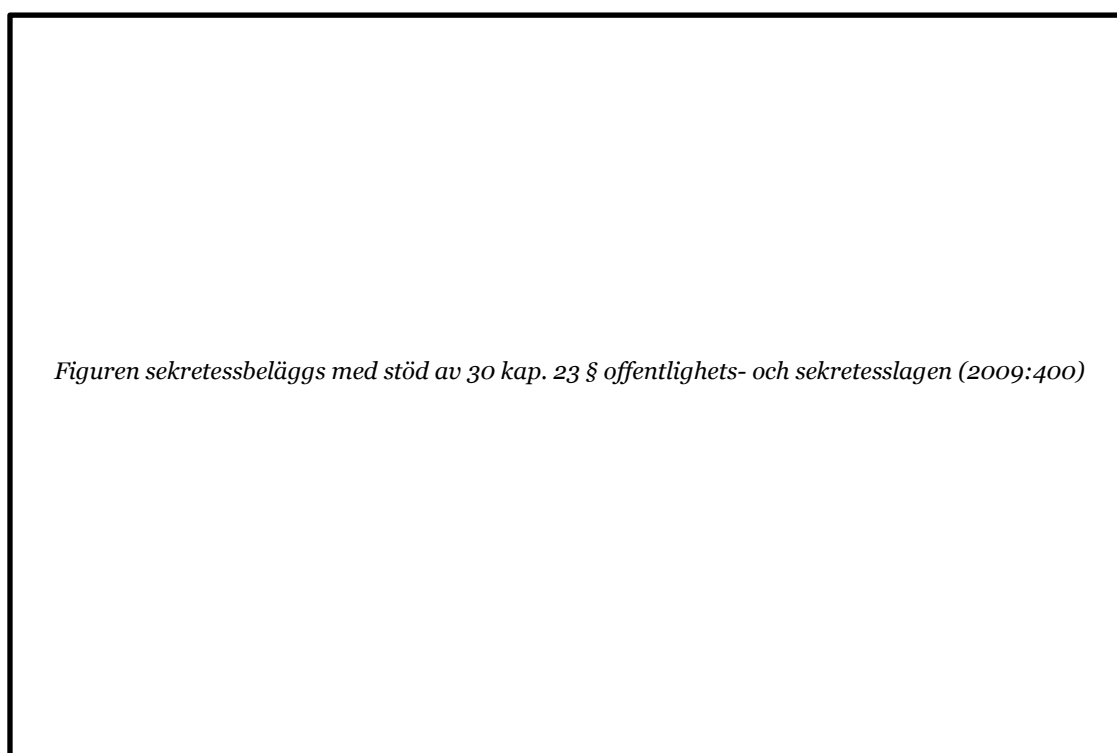 Figuren sekretessbeläggs med stöd av 30 kap. 23 § offentlighets- och sekretesslagen (2009:400)